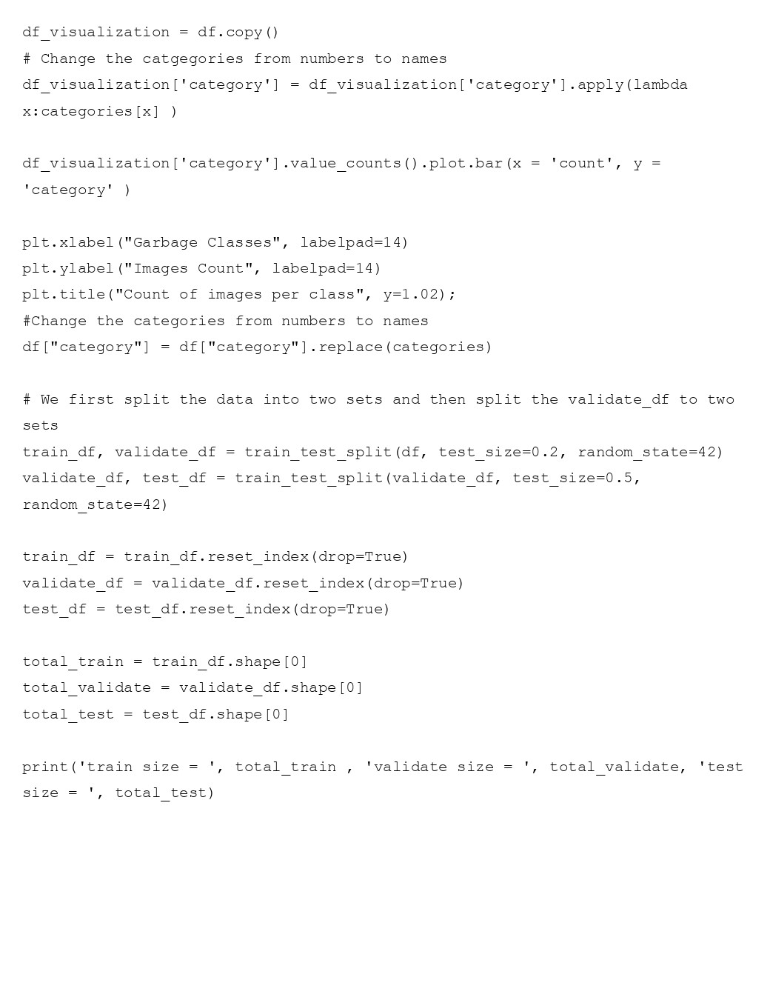 df_visualization = df.copy()
# Change the catgegories from numbers to names
df_visualization['category'] = df_visualization['category'].apply(lambda
x:categories[x] )
df_visualization['category'].value_counts().plot.bar(x = 'count', y =
'category' )
plt.xlabel("Garbage Classes", labelpad=14)
plt.ylabel("Images Count", labelpad=14)
plt.title("Count of images per class", y=1.02);
#Change the categories from numbers to names
df["category"] = df["category"].replace(categories)
# We first split the data into two sets and then split the validate_df to two
sets
train_df, validate_df = train_test_split(df, test_size=0.2, random_state=42)
validate_df, test_df = train_test_split(validate_df, test_size=0.5,
random_state=42)
train_df = train_df.reset_index(drop=True)
validate_df = validate_df.reset_index(drop=True)
test_df = test_df.reset_index(drop=True)
total_train = train_df.shape[0]
total_validate = validate_df.shape[0]
total_test = test_df.shape[0]
print('train size = ', total_train , 'validate size = ', total_validate, 'test
size = ', total_test)